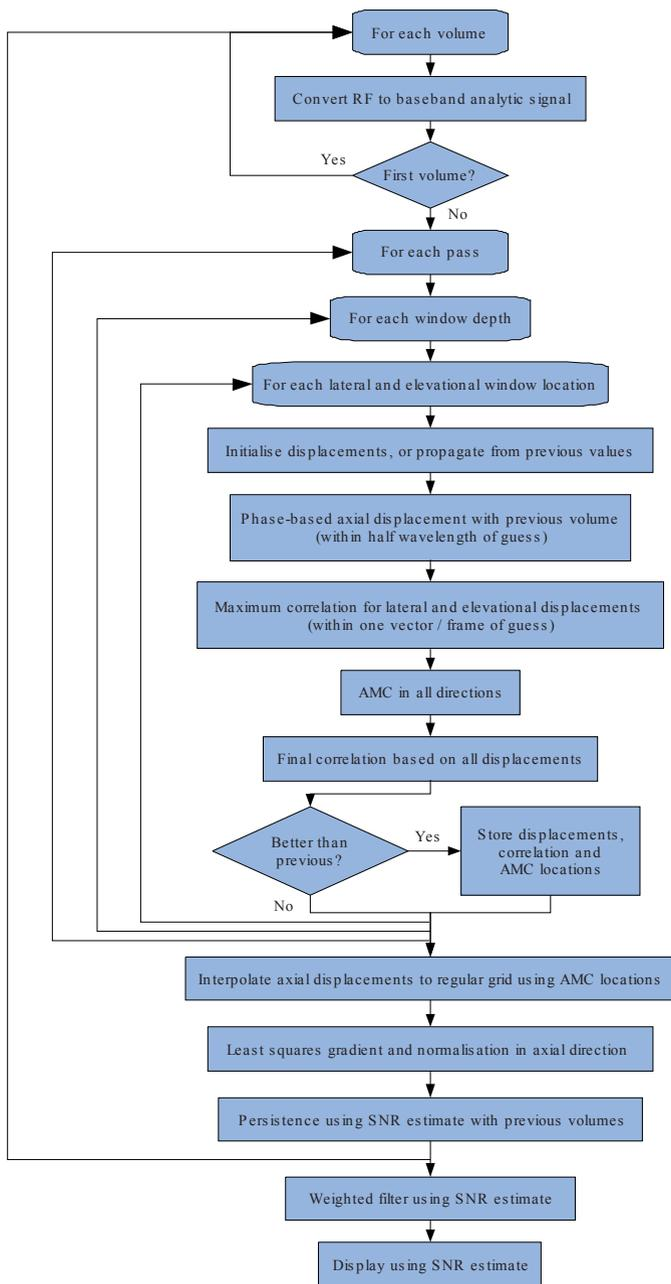 For each volume
Convert RF to baseband analytic signal
Yes
First volume?
No
For each pass
For each window depth
For each lateral and elevational window location
Initialise displacements, or propagate from previous values
Phase-based axial displacement with previous volume
(within half wavelength of guess)
Maximum correlation for lateral and elevational displacements
(within one vector / frame of guess)
AMC in all directions
Final correlation based on all displacements
Better than
previous?
Yes
Store displacements,
correlation and
AMC locations
No
Interpolate axial displacements to regular grid using AMC locations
Least squares gradient and normalisation in axial direction
Persistence using SNR estimate with previous volumes
Weighted filter using SNR estimate
Display using SNR estimate